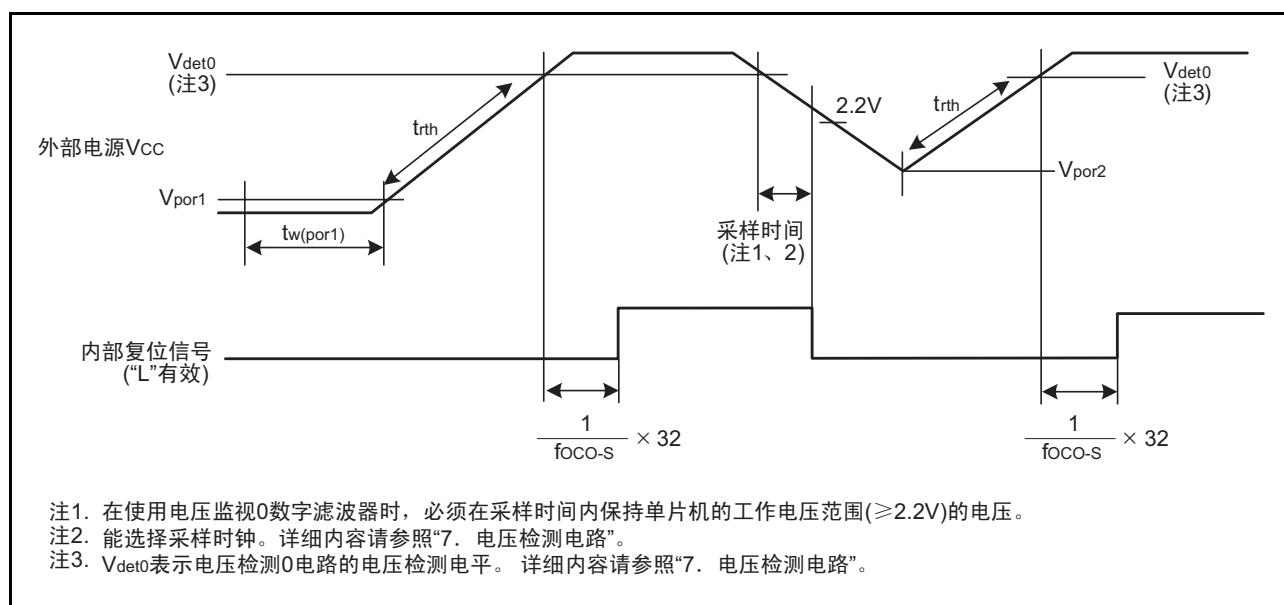 Vdet0
(注3)
2.2V
Vdet0
(注3)
trth
trth
外部电源VCC
Vpor1
Vpor2
tw(por1)
采样时间
(注1、2)
内部复位信号
(“L”有效)
1
fOCO-S
× 32
1
fOCO-S
× 32
注1. 在使用电压监视0数字滤波器时，必须在采样时间内保持单片机的工作电压范围(≥2.2V)的电压。
注2. 能选择采样时钟。详细内容请参照“7. 电压检测电路”。
注3. Vdet0表示电压检测0电路的电压检测电平。 详细内容请参照“7. 电压检测电路”。